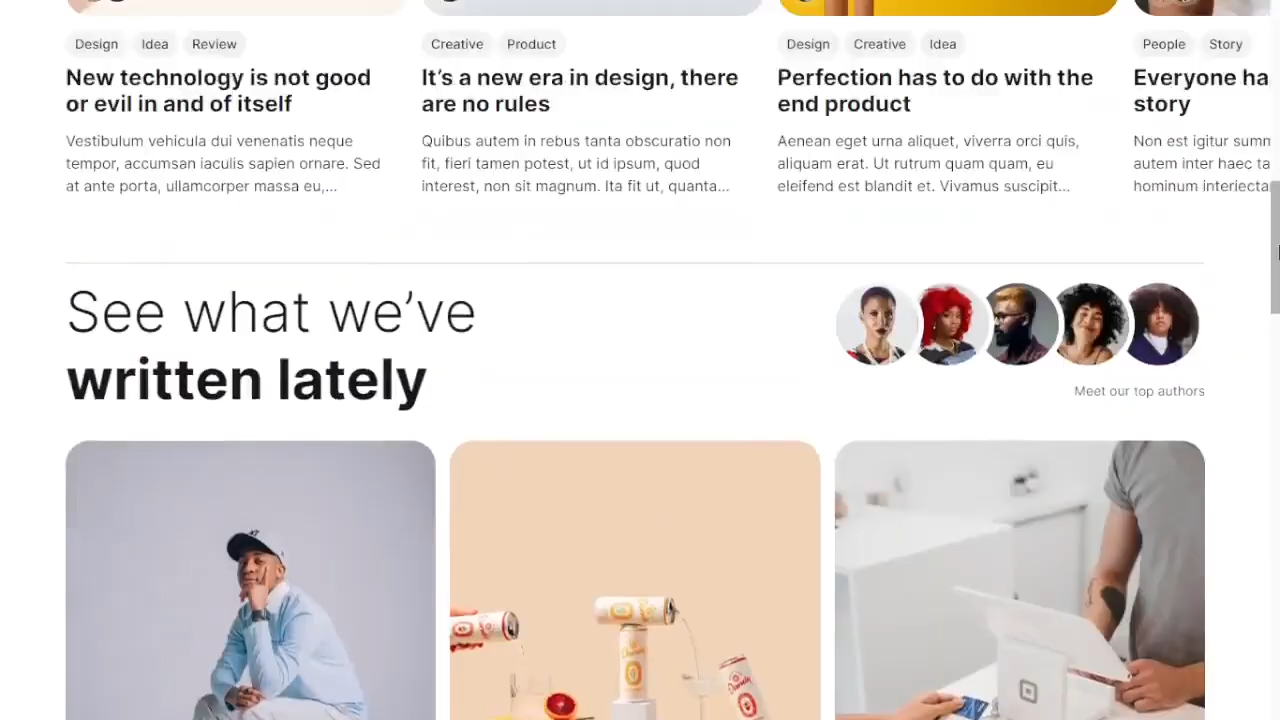 Design Idea Review
New technology is not good
or evil in and of itself
Vestibulum vehicula dui venenatis neque
tempor, accumsan iaculis sapien ornare. Sed
at ante porta, ullamcorper massa eu,...
Creative Product
It’s a new era in design, there
are no rules
Quibus autem in rebus tanta obscuratio non
fit, fieri tamen potest, ut id ipsum, quod
interest, non sit magnum. Ita fit ut, quanta...
Design Creative Idea
Perfection has to do with the
end product
Aenean eget urna aliquet, viverra orci quis,
aliquam erat. Ut rutrum quam quam, eu
eleifend est blandit et. Vivamus suscipit...
People Story
Everyone ha
story
Non est igitur summ
autem inter haec ta
hominum interiecta
See what we’ve
written lately
Meet our top authors